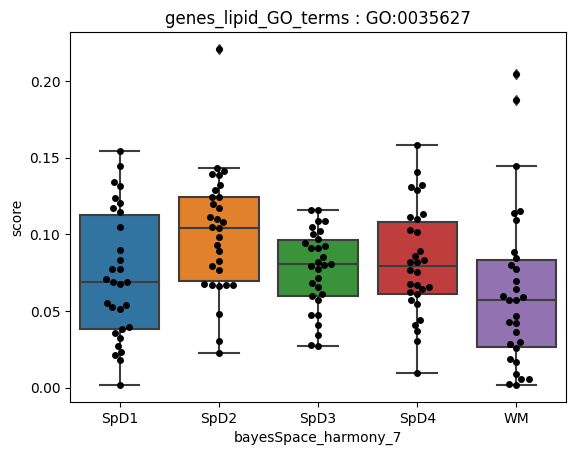 genes_lipid_GO_terms : GO:0035627
0.20
0.15
0.10
0.05
0.00
score
SpD1 SpD2 SpD3 SpD4 WM
bayesSpace_harmony_7